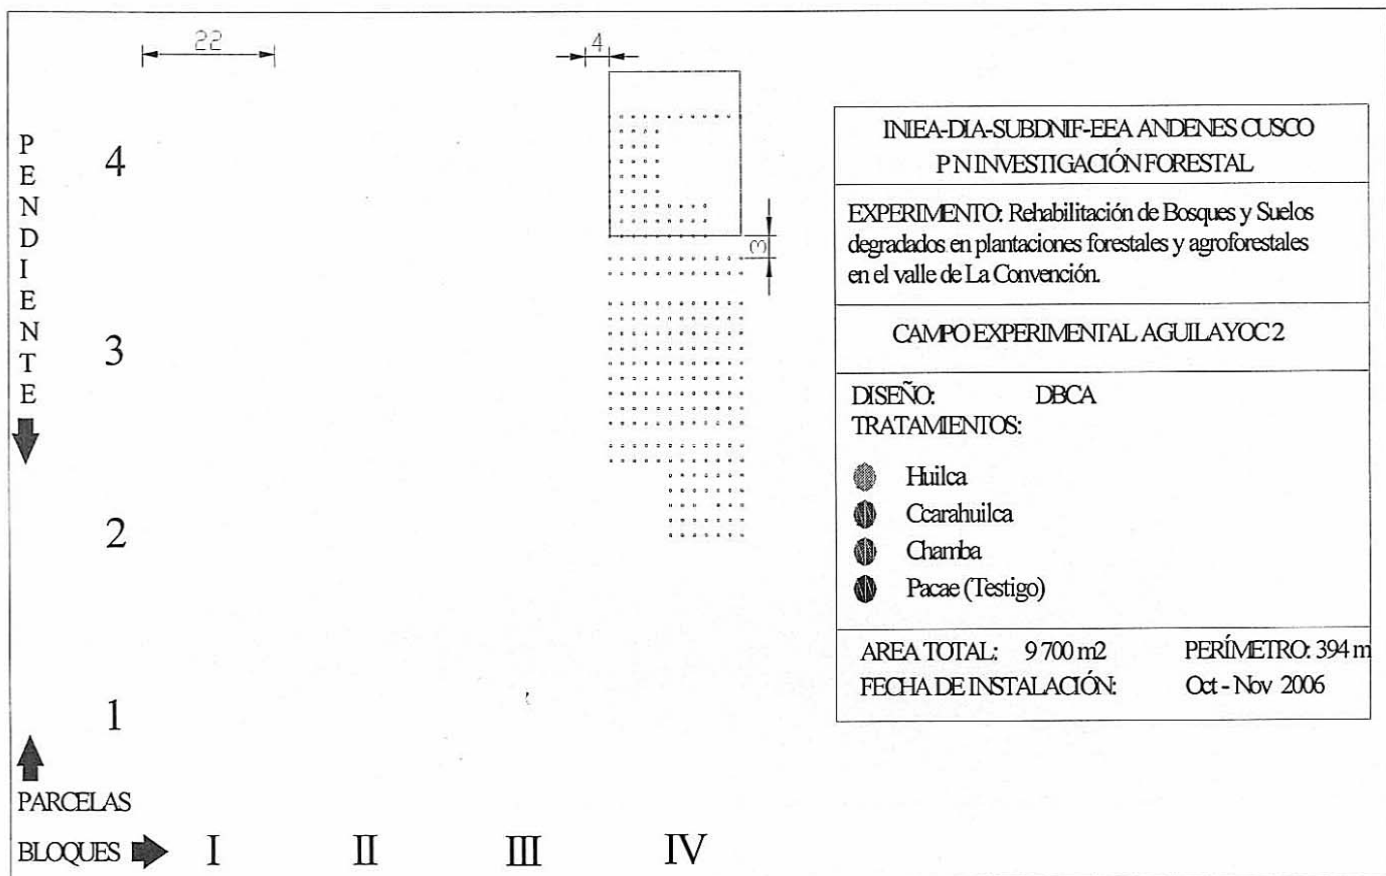 22
4
PENDIENTE
4
3
3
2
1
PARCELAS
BLOQUES I II III IV
INIEA-DIA-SUBDNIF-EEA ANDENES CUSCO
P N INVESTIGACIÓN FORESTAL
EXPERIMENTO: Rehabilitación de Bosques y Suelos
degradados en plantaciones forestales y agroforestales
en el valle de La Convención.
CAMPO EXPERIMENTAL AGUILAYOC 2
DISEÑO: DBCA
TRATAMIENTOS:
Huilca
Ccarahuilca
Chamba
Pacae (Testigo)
AREA TOTAL: 9 700 m2 PERÍMETRO: 394 m
FECHA DE INSTALACIÓN: Oct - Nov 2006